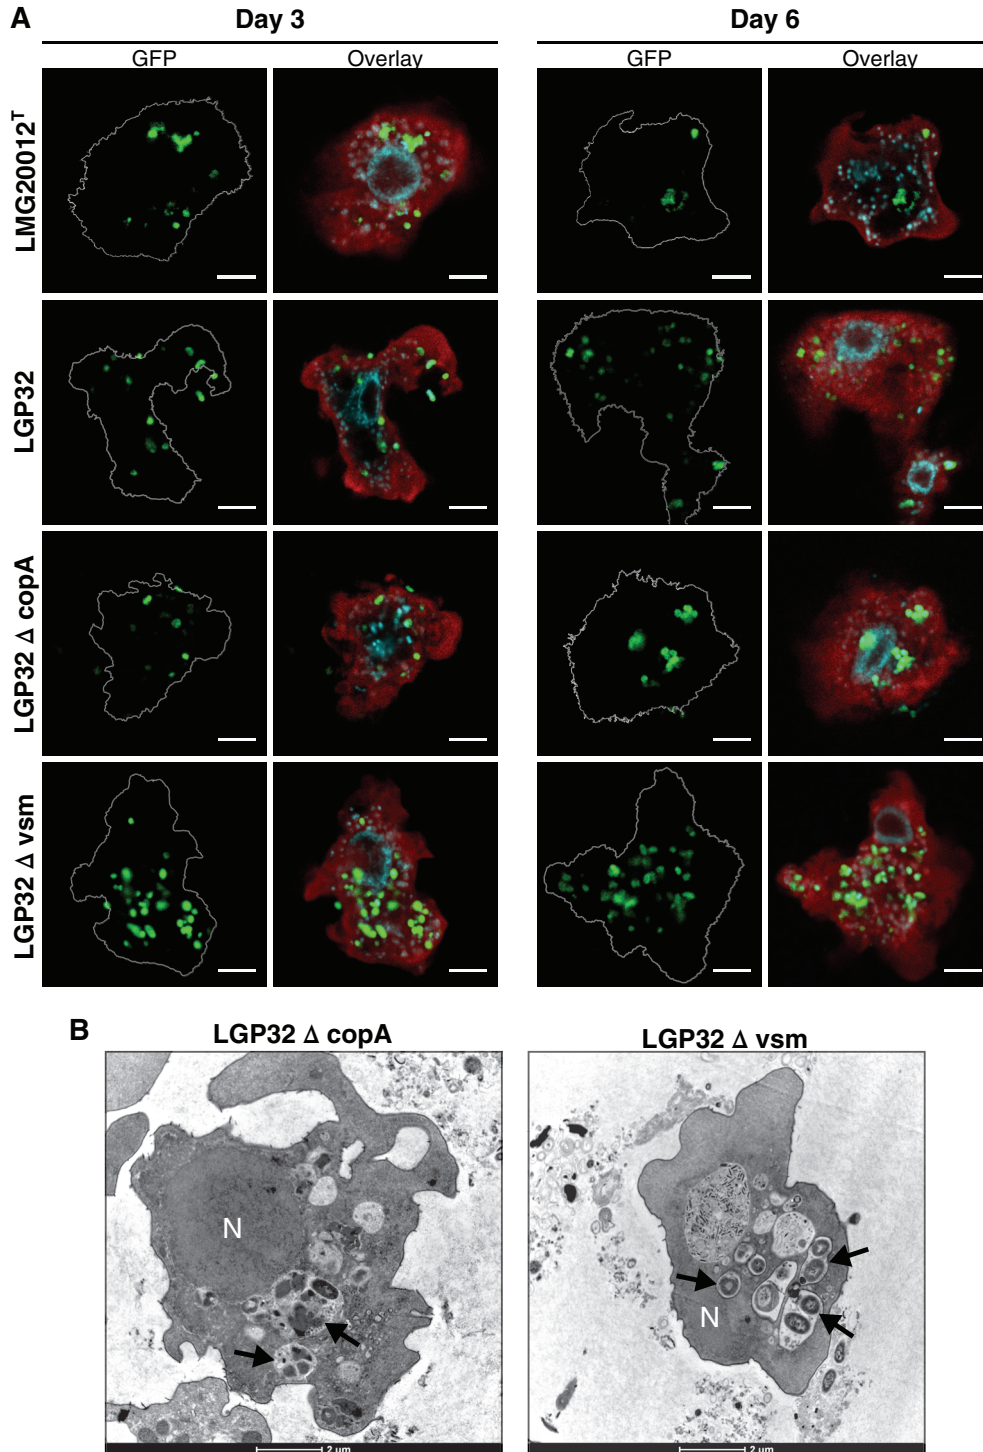 A
Day 3
Day 6
GFP
Overlay
GFP
Overlay
LMG20012ᵀ
LGP32
LGP32 Δ copA
LGP32 Δ vsm
B
LGP32 Δ copA
LGP32 Δ vsm
N
N
2 µm
2 µm